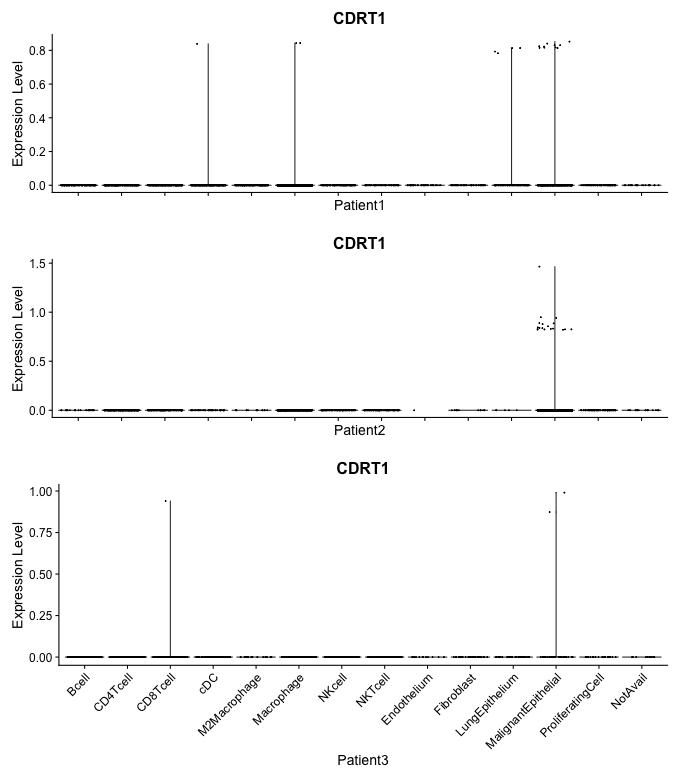 CDRT1
Expression Level
0.8
0.6
0.4
0.2
0.0
Patient1
CDRT1
Expression Level
1.5
1.0
0.5
0.0
Patient2
CDRT1
Expression Level
1.00
0.75
0.50
0.25
0.00
Bcell
CD4Tcell
CD8Tcell
cDC
M2Macrophage
Macrophage
NKcell
NKTcell
Endothelium
Fibroblast
LungEpithelium
MalignantEpithelial
ProliferatingCell
NotAvail
Patient3